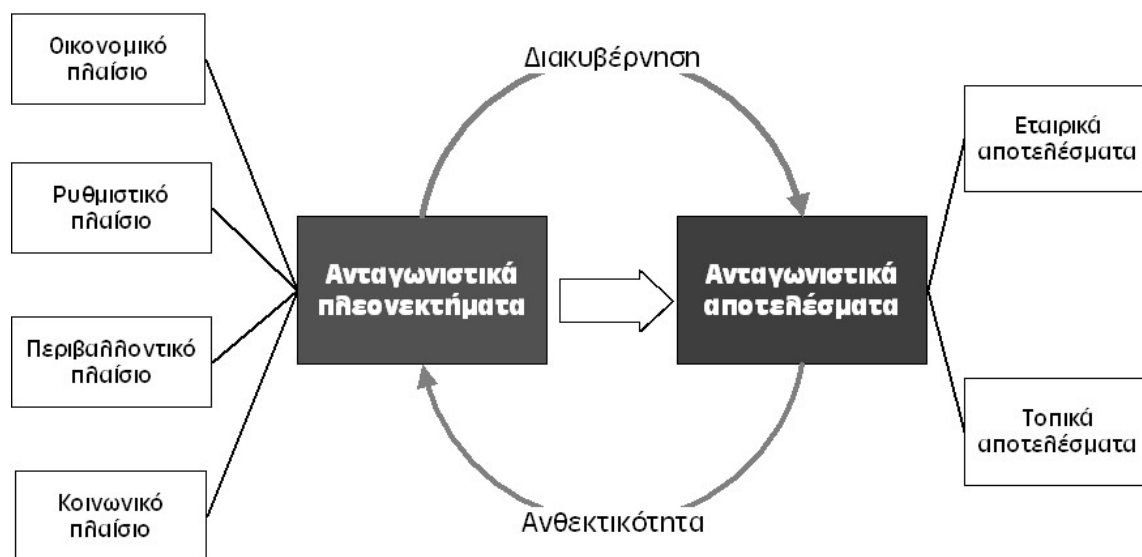 Οικονομικό
πλαίσιο
Ρυθμιστικό
πλαίσιο
Περιβαλλοντικό
πλαίσιο
Κοινωνικό
πλαίσιο
Διακυβέρνηση
Ανταγωνιστικά
πλεονεκτήματα
Ανταγωνιστικά
αποτελέσματα
Ανθεκτικότητα
Εταιρικά
αποτελέσματα
Τοπικά
αποτελέσματα